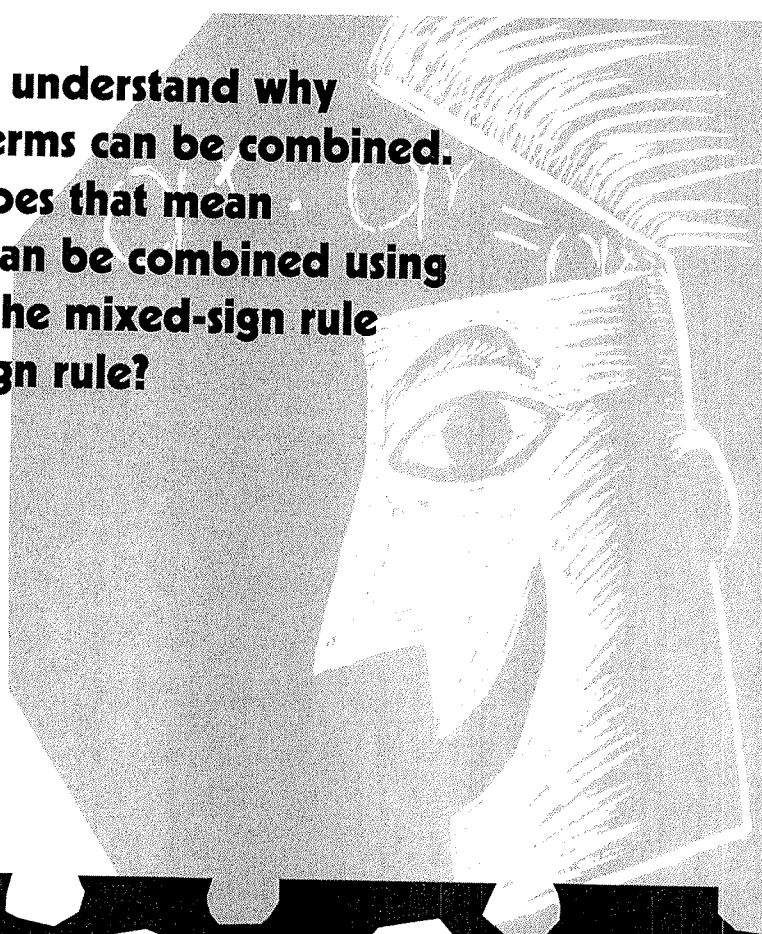 understand why
erms can be combined.
oes that mean
an be combined using
he mixed-sign rule
gn rule?